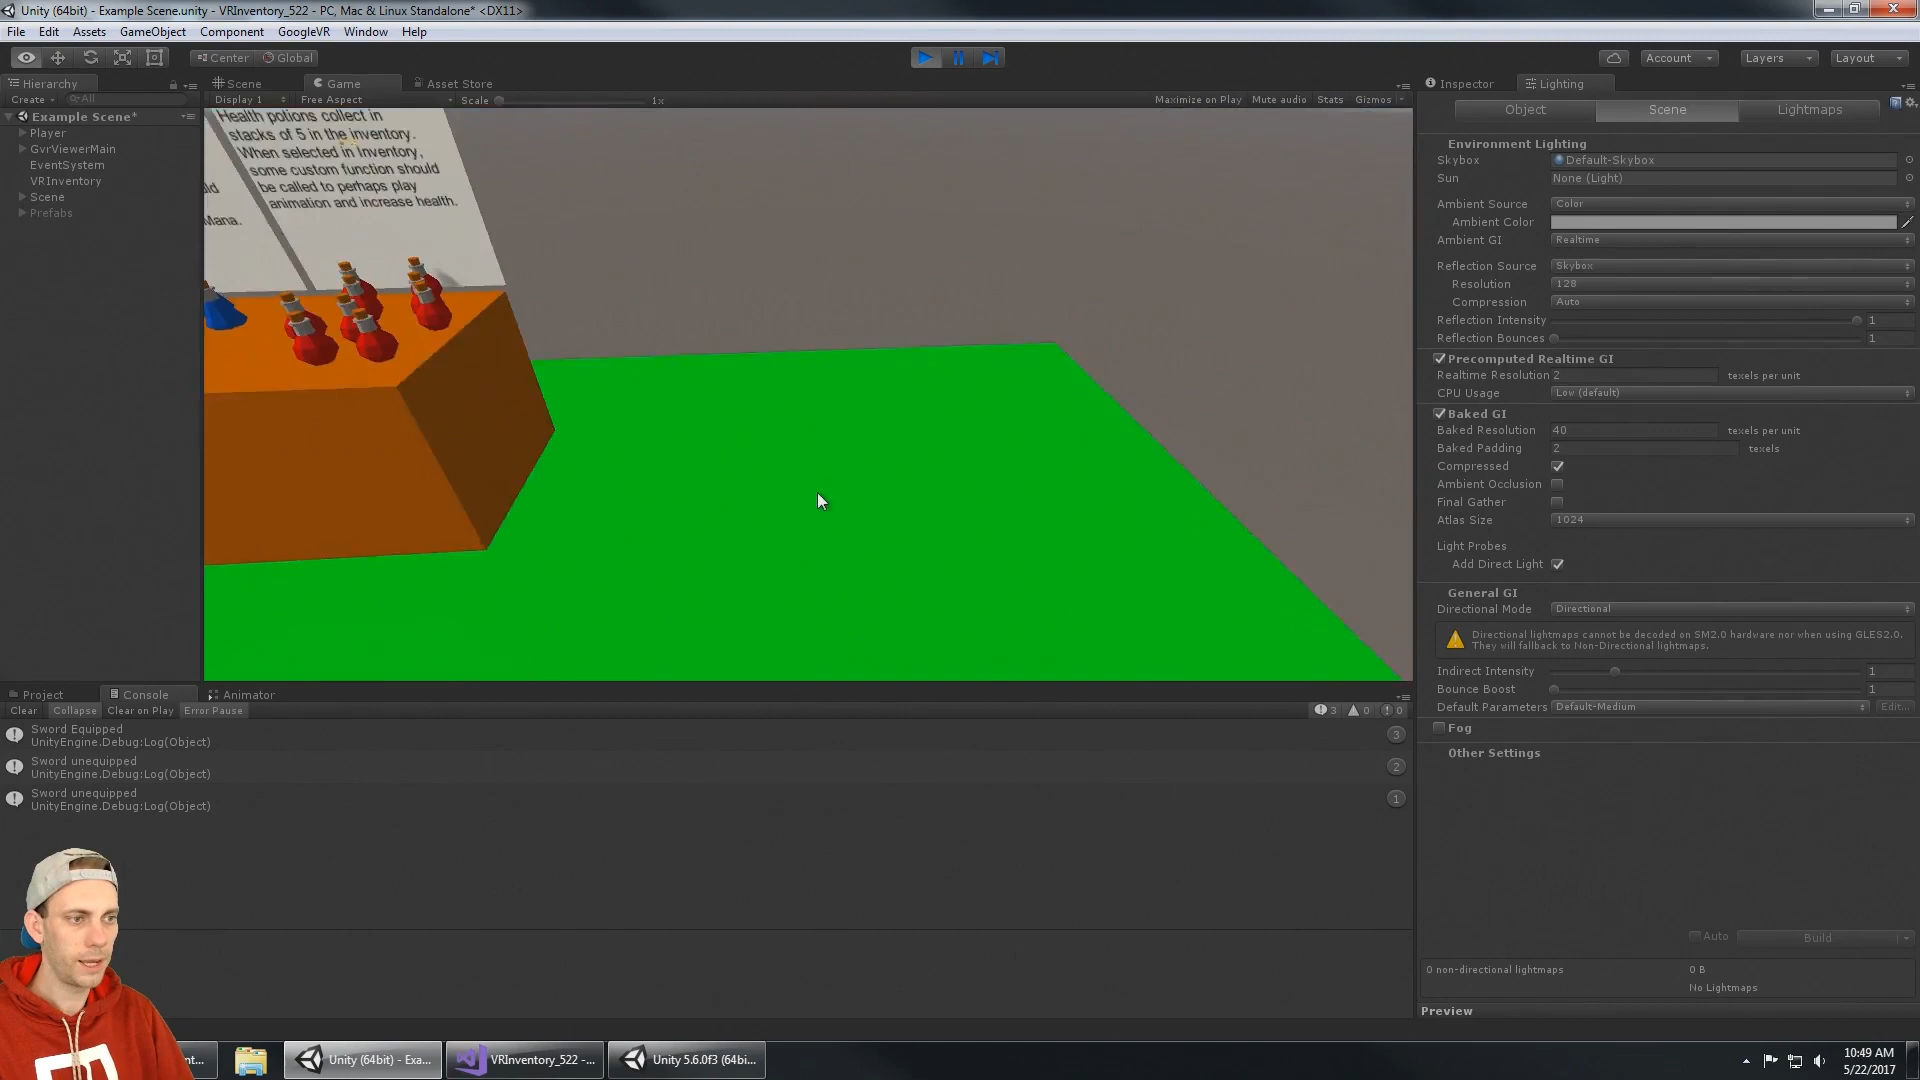 Unity (64bit) - Example Scene.unity - VRInventory_522 - PC, Mac & Linux Standalone* <DX11>
File Edit Assets GameObject Component GoogleVR Window Help
Center Global
Account Layers Layout
Hierarchy
Create All
Example Scene*
Player
GvrViewerMain
EventSystem
VRInventory
Scene
Prefabs
Scene Game Asset Store
Display 1 Free Aspect Scale 1x Maximize on Play Mute audio Stats Gizmos
Health potions collect in
stacks of 5 in the inventory.
When selected in Inventory,
some custom function should
be called to perhaps play
animation and increase health.
Mana.
Project Console Animator
Clear Collapse Clear on Play Error Pause 3 0 0
Sword Equipped
UnityEngine.Debug:Log(Object)
3
Sword unequipped
UnityEngine.Debug:Log(Object)
2
Sword unequipped
UnityEngine.Debug:Log(Object)
1
Inspector Lighting
Object Scene Lightmaps
Environment Lighting
Skybox Default-Skybox
Sun None (Light)
Ambient Source Color
Ambient Color
Ambient GI Realtime
Reflection Source Skybox
Resolution 128
Compression Auto
Reflection Intensity 1
Reflection Bounces 1
Precomputed Realtime GI
Realtime Resolution 2 texels per unit
CPU Usage Low (default)
Baked GI
Baked Resolution 40 texels per unit
Baked Padding 2 texels
Compressed
Ambient Occlusion
Final Gather
Atlas Size 1024
Light Probes
Add Direct Light
General GI
Directional Mode Directional
Directional lightmaps cannot be decoded on SM2.0 hardware nor when using GLES2.0.
They will fallback to Non-Directional lightmaps.
Indirect Intensity 1
Bounce Boost 1
Default Parameters Default-Medium Edit...
Fog
Other Settings
Auto Build
0 non-directional lightmaps 0 B
No Lightmaps
Preview
nt... Unity (64bit) - Exa... VRInventory_522 -... Unity 5.6.0f3 (64bi...
10:49 AM
5/22/2017